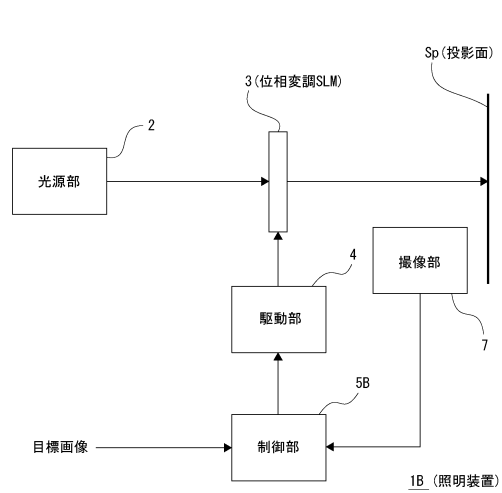 Sp(投影面)
3(位相変調SLM)
2
光源部
撮像部
4
駆動部
7
5B
目標画像
制御部
1B (照明装置)